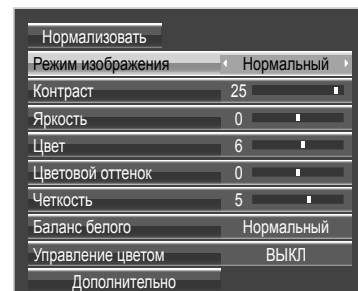 Нормализовать
Режим изображения Нормальный
Контраст 25
Яркость 0
Цвет 6
Цветовой оттенок 0
Четкость 5
Баланс белого Нормальный
Управление цветом ВЫКЛ
Дополнительно